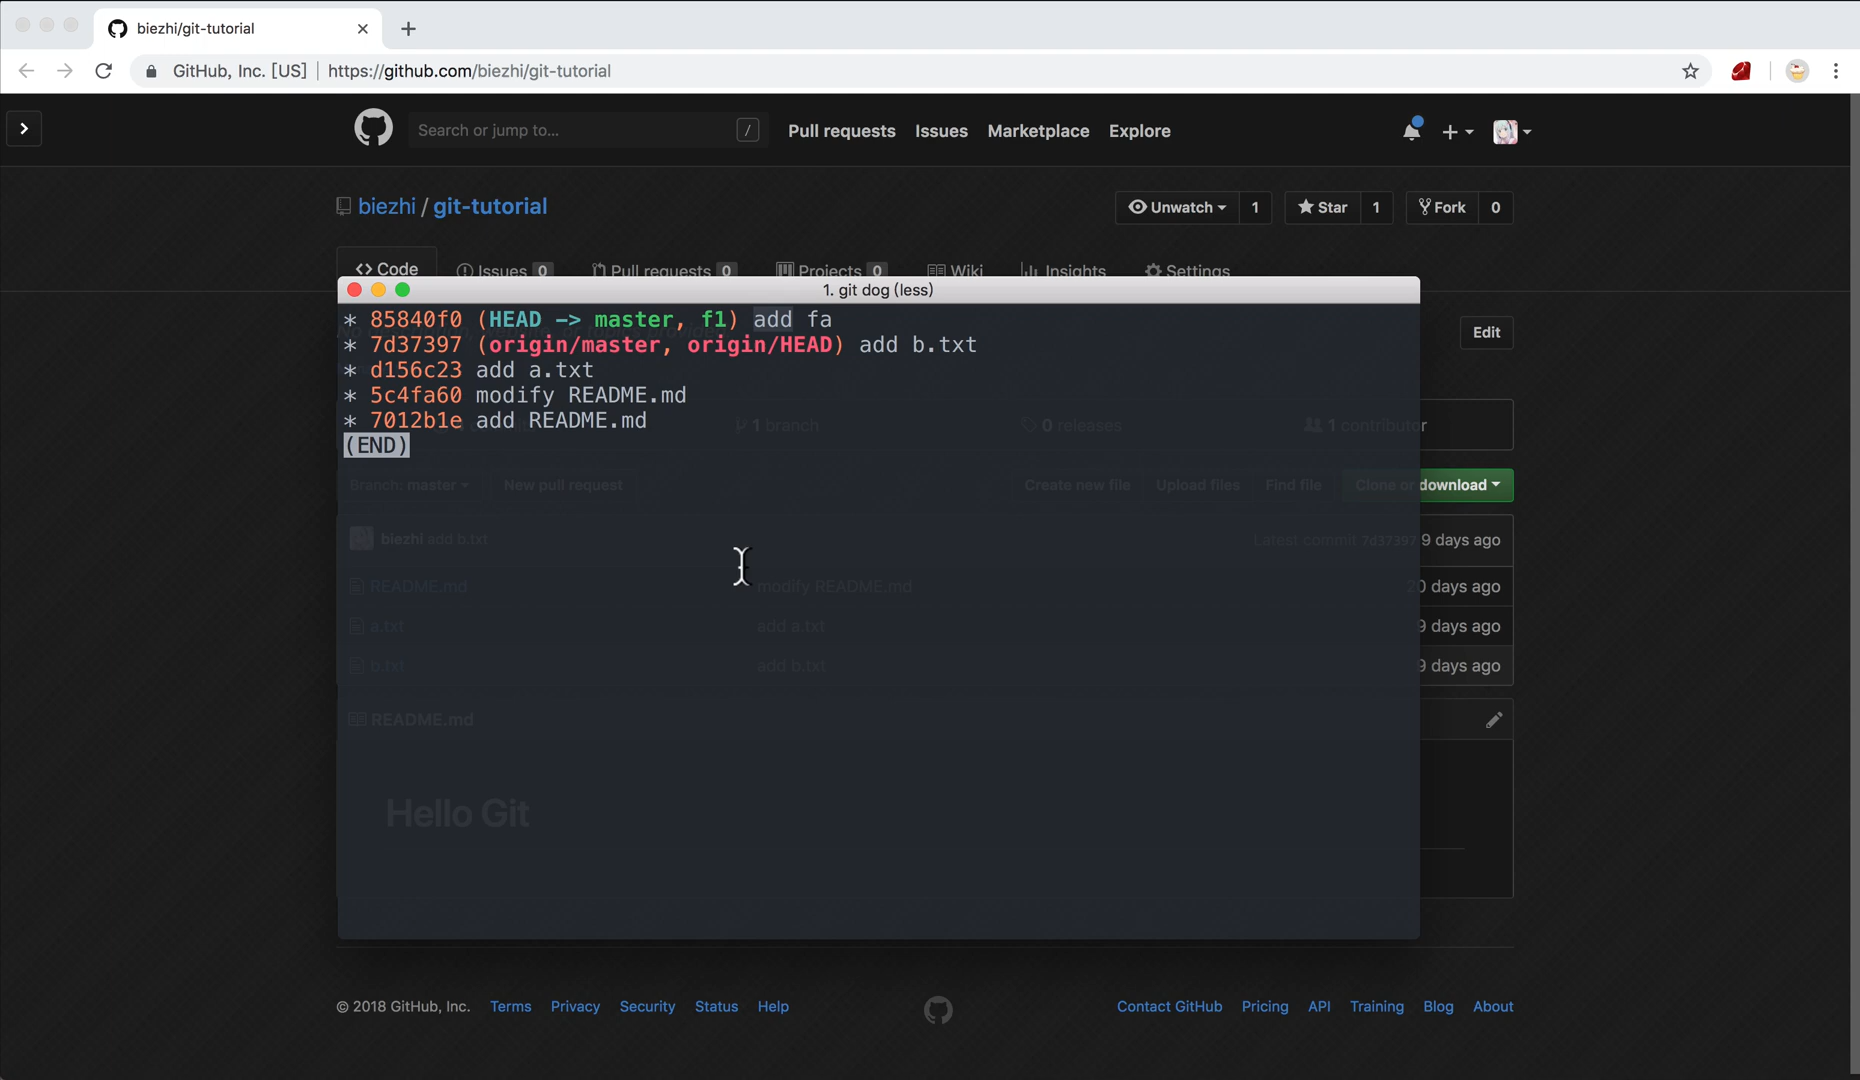 biezhi/git-tutorial
GitHub, Inc. [US] | https://github.com/biezhi/git-tutorial
Search or jump to... / Pull requests Issues Marketplace Explore
biezhi / git-tutorial
Unwatch 1 Star 1 Fork 0
Code Issues 0 Pull requests 0 Projects 0 Wiki Insights Settings
1. git dog (less)
* 85840f0 (HEAD -> master, f1) add fa
* 7d37397 (origin/master, origin/HEAD) add b.txt
* d156c23 add a.txt
* 5c4fa60 modify README.md
* 7012b1e add README.md
(END)
Edit
1 branch 0 releases 1 contributor
Branch: master New pull request Create new file Upload files Find file Clone or download
biezhi add b.txt Latest commit 7d37397 9 days ago
README.md modify README.md 20 days ago
a.txt add a.txt 9 days ago
b.txt add b.txt 9 days ago
README.md
Hello Git
© 2018 GitHub, Inc. Terms Privacy Security Status Help Contact GitHub Pricing API Training Blog About